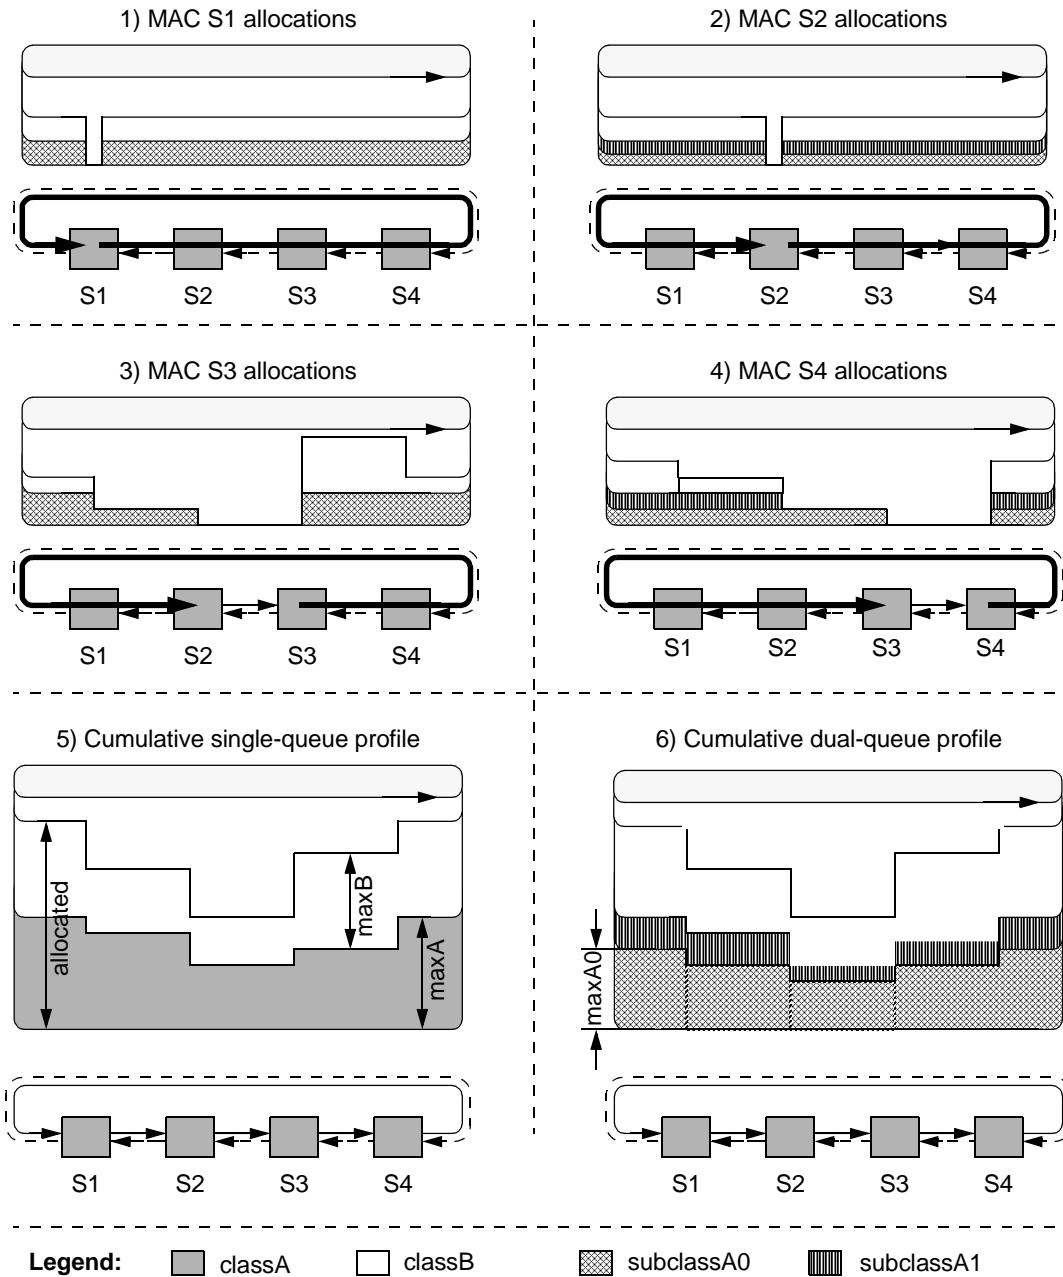 1) MAC S1 allocations
2) MAC S2 allocations
S1 S2 S3 S4
S1 S2 S3 S4
3) MAC S3 allocations
4) MAC S4 allocations
S1 S2 S3 S4
S1 S2 S3 S4
5) Cumulative single-queue profile
6) Cumulative dual-queue profile
allocated
maxB
maxA
maxA0
S1 S2 S3 S4
S1 S2 S3 S4
Legend: classA classB subclassA0 subclassA1